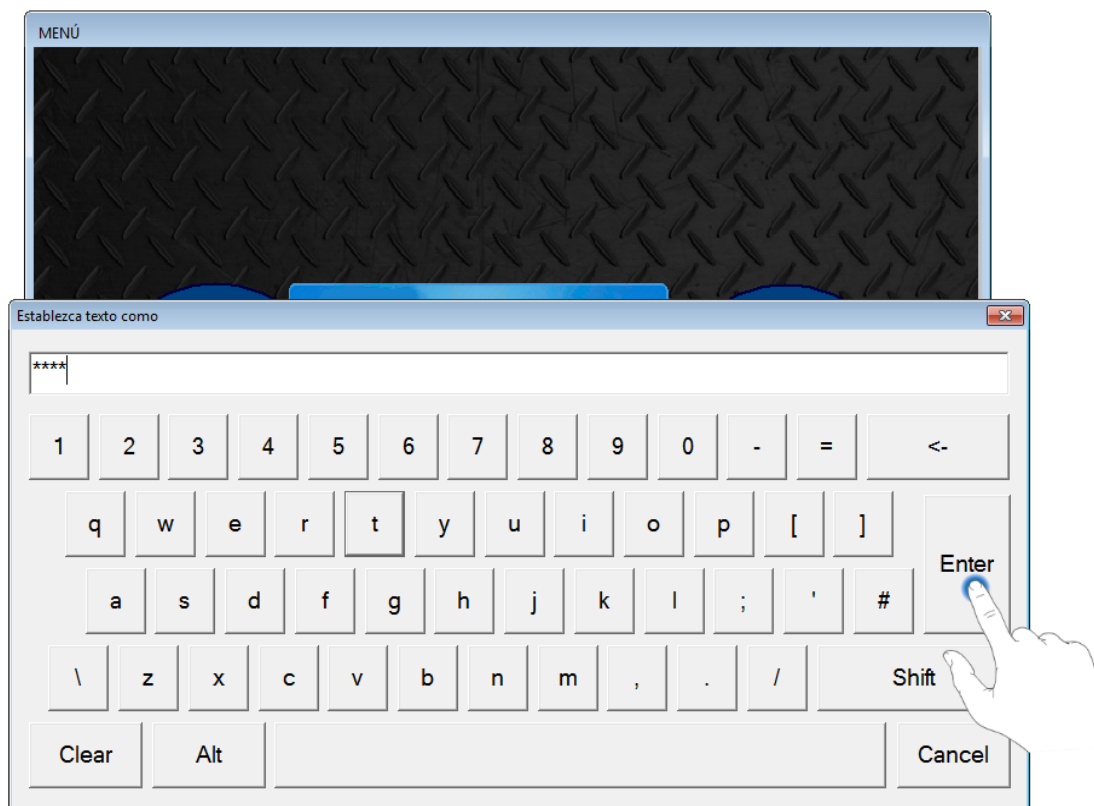 MENÚ
Establezca texto como
****
1 2 3 4 5 6 7 8 9 0 - = <-
q w e r t y u i o p [ ]
Enter
a s d f g h j k l ; ' #
\ z x c v b n m , . / Shift
Clear Alt Cancel